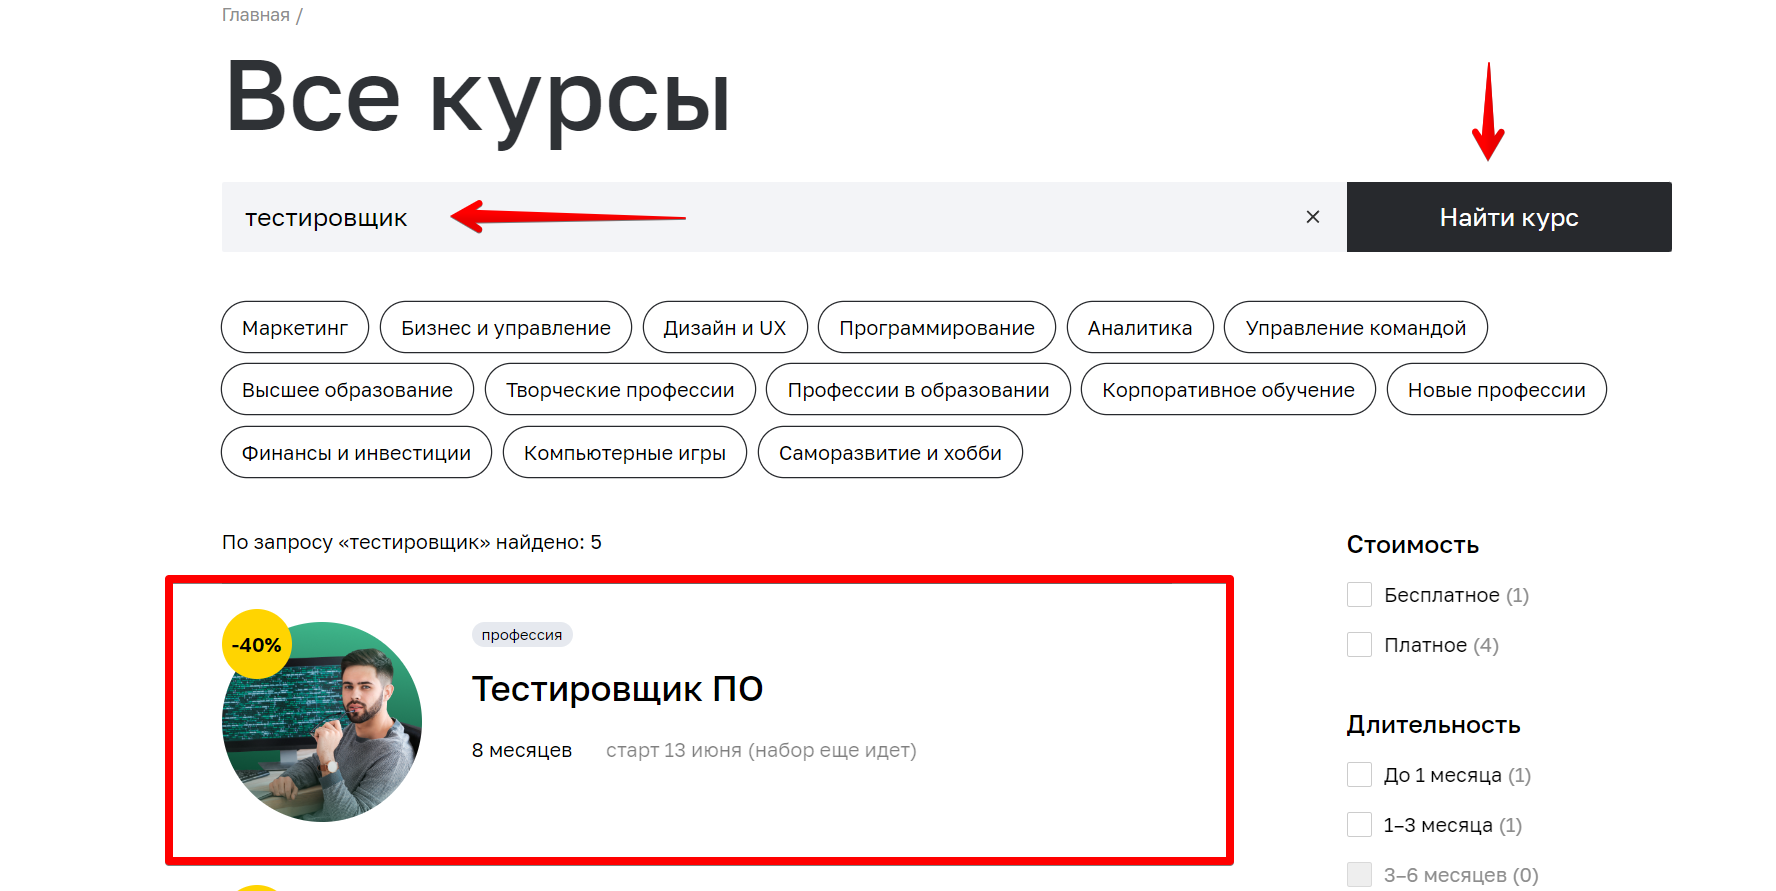 Главная /
Все курсы
тестировщик × Найти курс
Маркетинг Бизнес и управление Дизайн и UX Программирование Аналитика Управление командой
Высшее образование Творческие профессии Профессии в образовании Корпоративное обучение Новые профессии
Финансы и инвестиции Компьютерные игры Саморазвитие и хобби
По запросу «тестировщик» найдено: 5
-40%
профессия
Тестировщик ПО
8 месяцев старт 13 июня (набор еще идет)
Стоимость
Бесплатное (1)
Платное (4)
Длительность
До 1 месяца (1)
1–3 месяца (1)
3–6 месяцев (0)